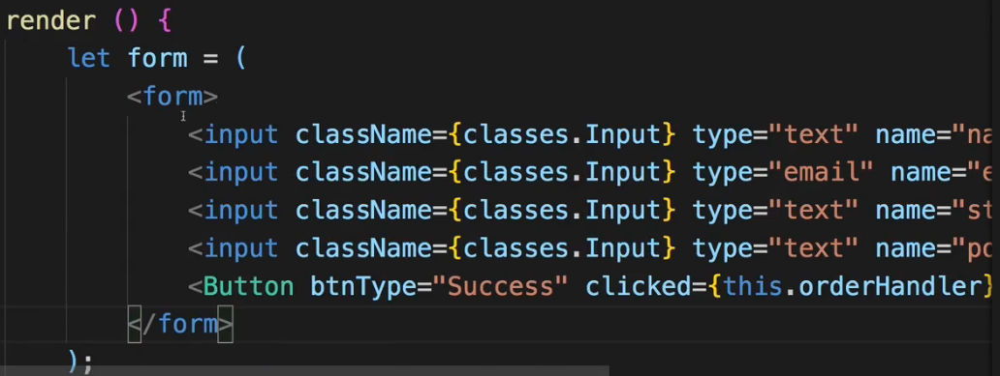 render () {
let form = (
<form>
<input className={classes.Input} type="text" name="na
<input className={classes.Input} type="email" name="e
<input className={classes.Input} type="text" name="st
<input className={classes.Input} type="text" name="po
<Button btnType="Success" clicked={this.orderHandler}
</form>
);